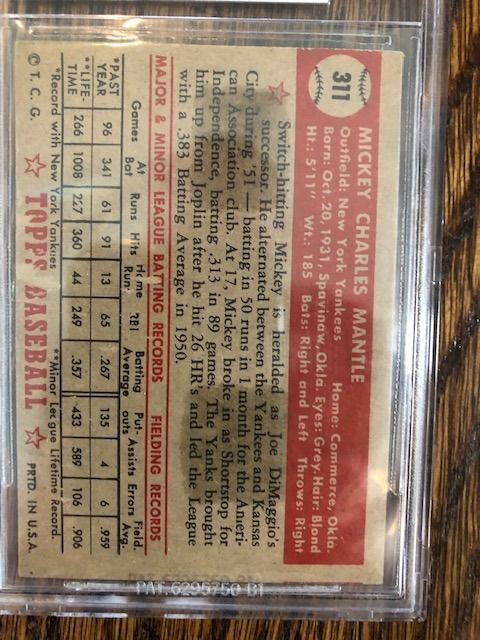 311
MICKEY CHARLES MANTLE
Outfield: New York Yankees Home: Commerce, Okla.
Born: Oct. 20, 1931, Spavinaw, Okla. Eyes: Grey-Hair: Blond
Ht.: 5'11" Wt.: 185 Bats: Right and Left Throws: Right
Switch-hitting Mickey is heralded as Joe DiMaggio's
successor. He alternated between the Yankees and Kansas
City during '51 — batting in 50 runs in 1 month for the Ameri-
can Association club. At 17, Mickey broke in as Shortstop for
Independence, batting .313 in 89 games. The Yanks brought
him up from Joplin after he hit 26 HR's and led the League
with a .383 Batting Average in 1950.
MAJOR & MINOR LEAGUE BATTING RECORDS FIELDING RECORDS
Games At Bat Runs Hits Home Run RBI Batting Average Put-outs Assists Errors Field. Avg.
*PAST YEAR 96 341 61 91 13 65 .267 135 4 6 .959
**LIFE-TIME 266 1008 227 360 44 249 .357 433 589 106 .906
*Record with New York Yankees **Minor League Lifetime Record.
© T. C. G. TOPPS BASEBALL PRTD. IN U.S.A.
PAT. 6295750 B1